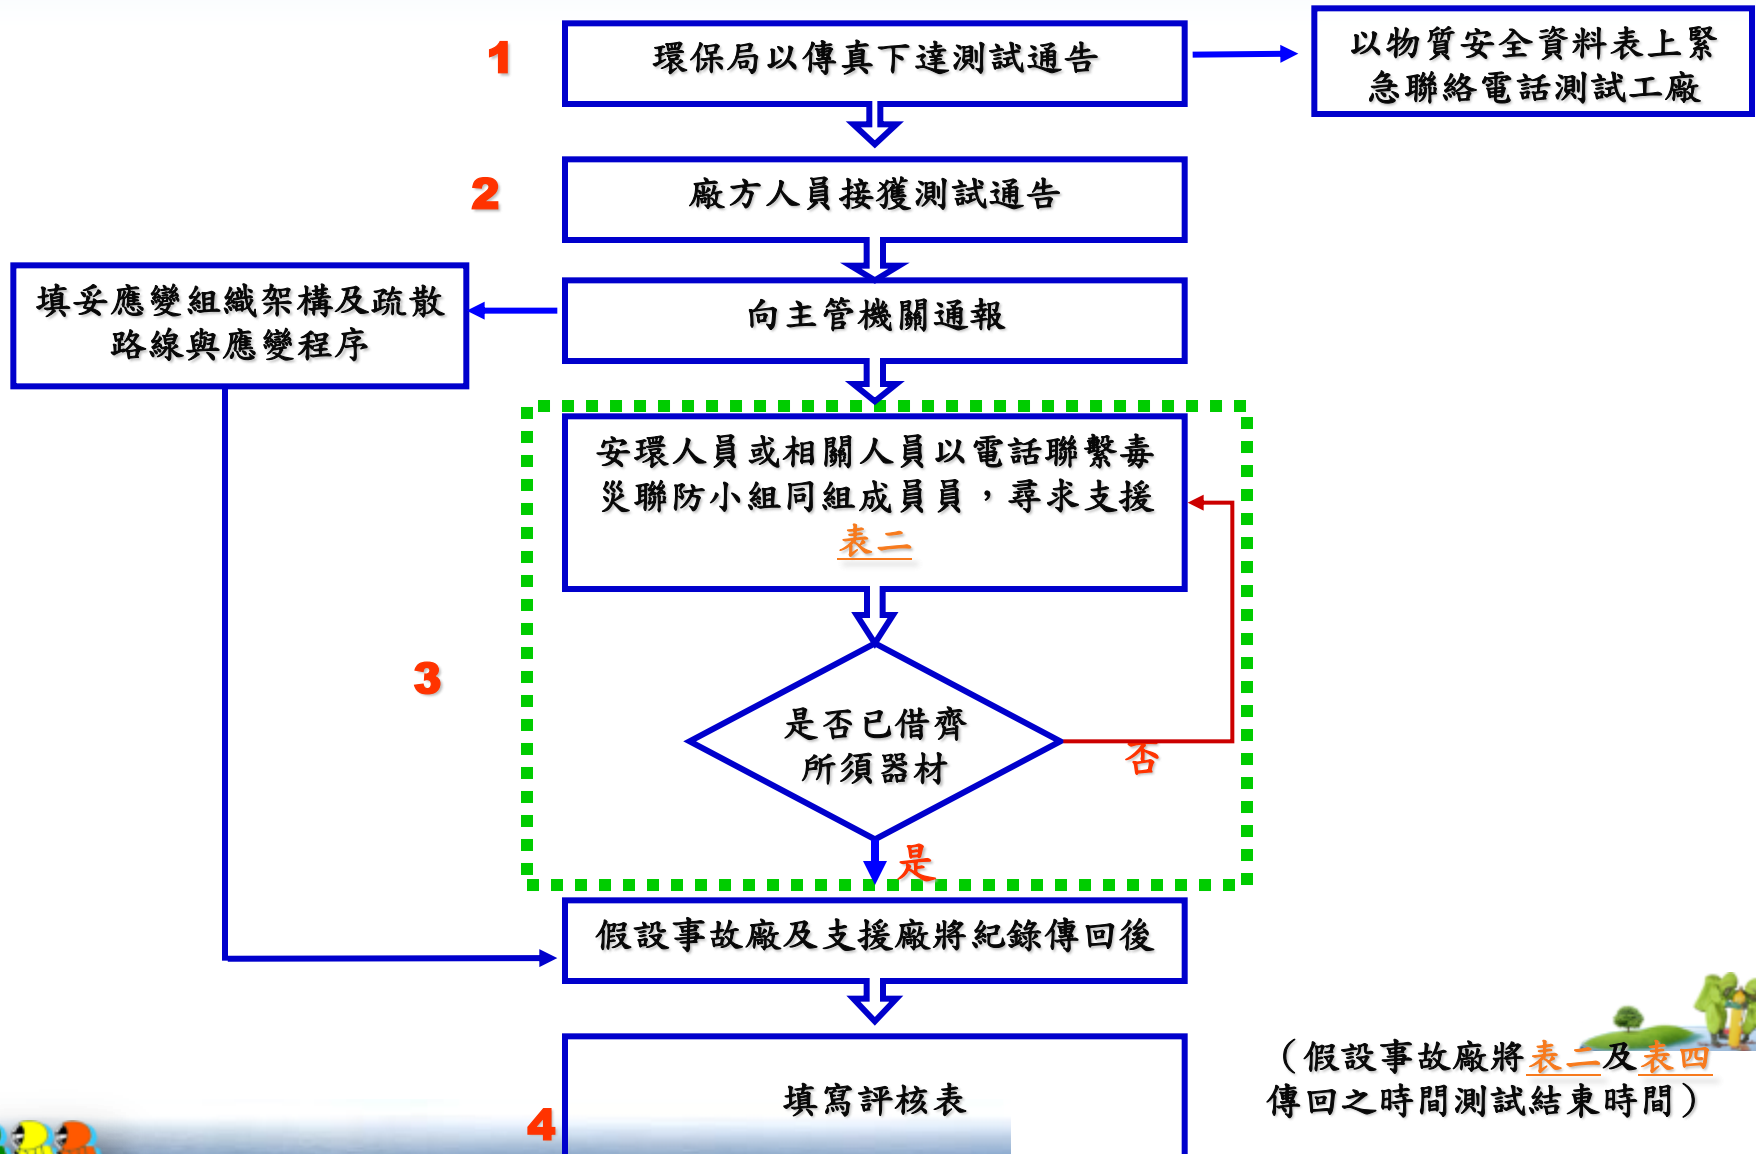 1
環保局以傳真下達測試通告
以物質安全資料表上緊
急聯絡電話測試工廠
2
廠方人員接獲測試通告
填妥應變組織架構及疏散
路線與應變程序
向主管機關通報
3
安環人員或相關人員以電話聯繫毒
災聯防小組同組成員員，尋求支援
表二
是否已借齊
所須器材
否
是
假設事故廠及支援廠將紀錄傳回後
4
填寫評核表
（假設事故廠將表二及表四
傳回之時間測試結束時間）